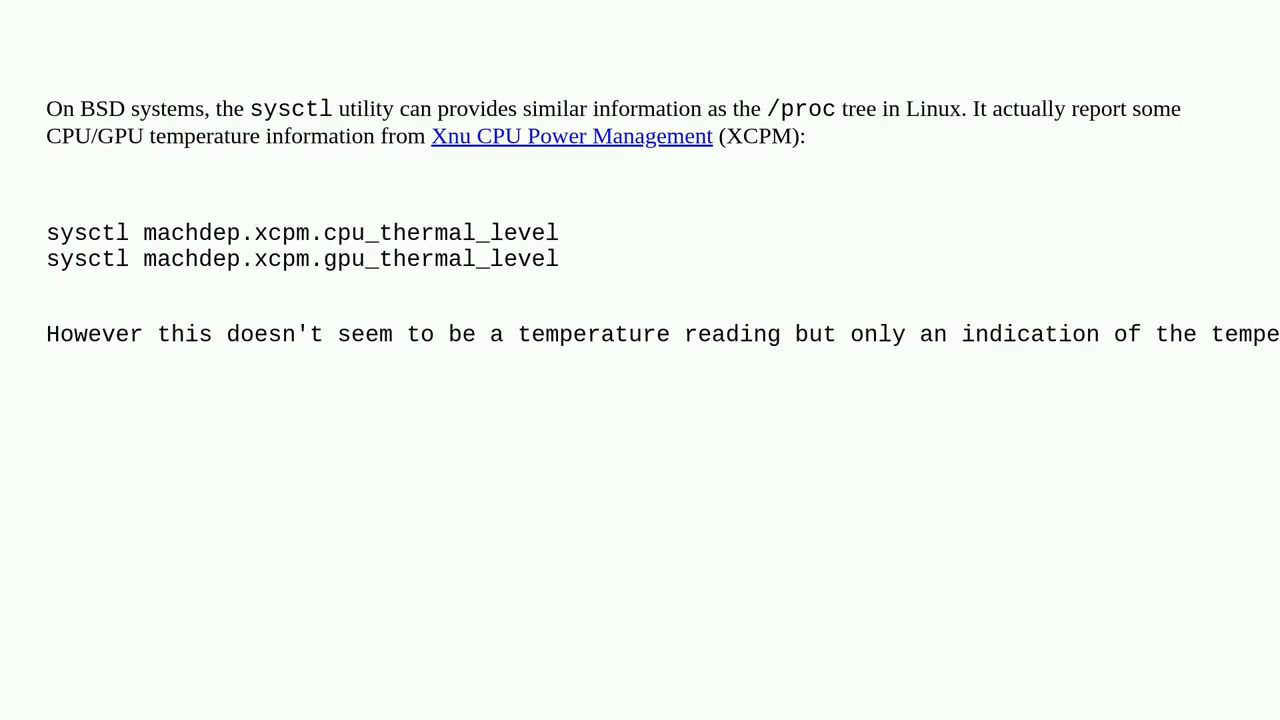 On BSD systems, the sysctl utility can provides similar information as the /proc tree in Linux. It actually report some
CPU/GPU temperature information from Xnu CPU Power Management (XCPM):
sysctl machdep.xcpm.cpu_thermal_level
sysctl machdep.xcpm.gpu_thermal_level
However this doesn't seem to be a temperature reading but only an indication of the tempe